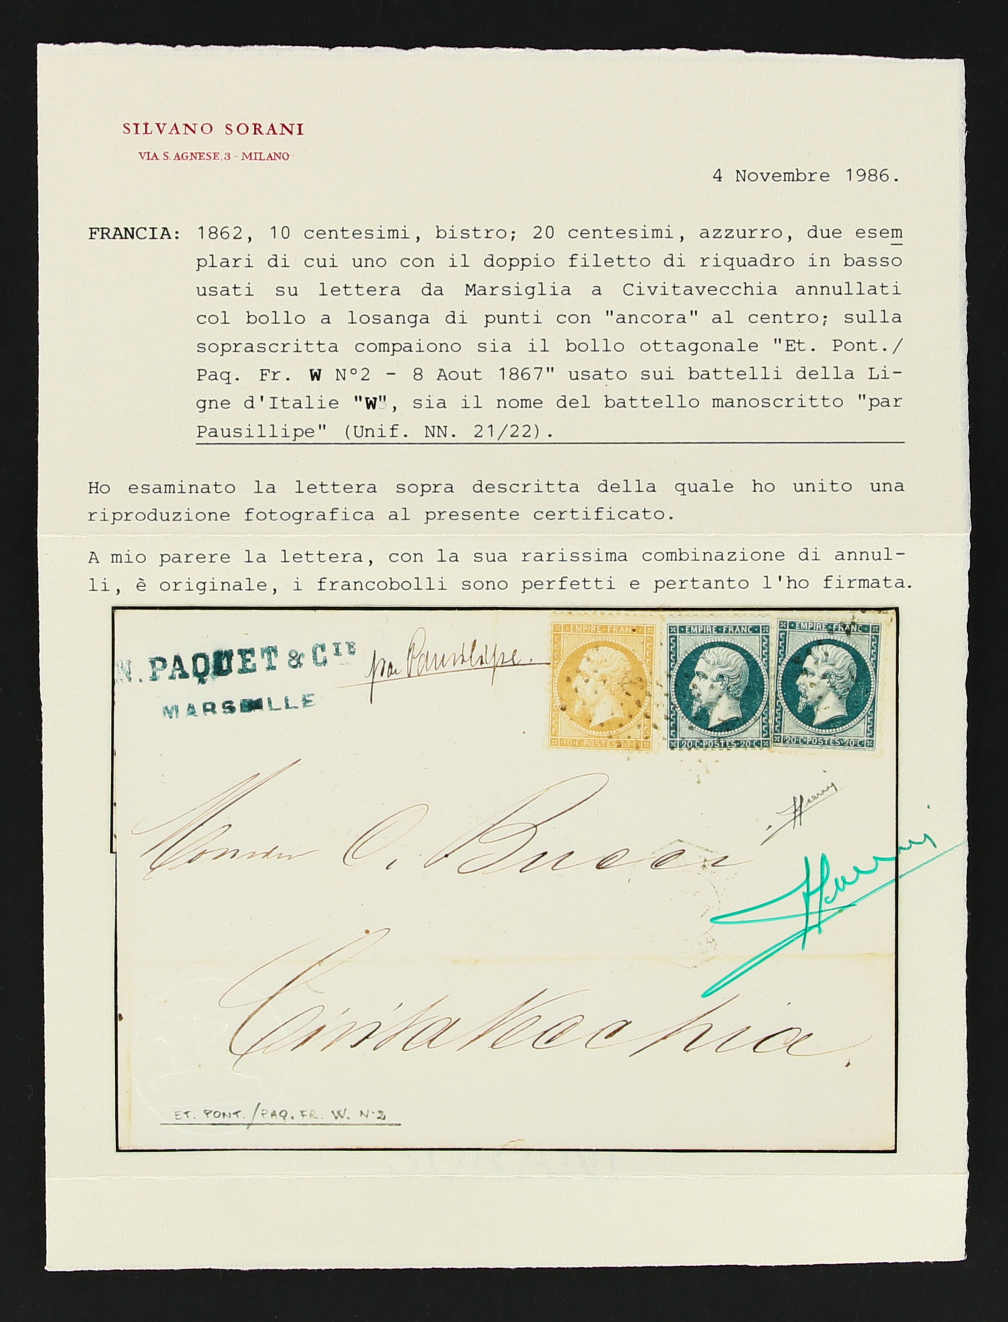 SILVANO SORANI
VIA S. AGNESE, 3 - MILANO
4 Novembre 1986.
FRANCIA: 1862, 10 centesimi, bistro; 20 centesimi, azzurro, due esem
plari di cui uno con il doppio filetto di riquadro in basso
usati su lettera da Marsiglia a Civitavecchia annullati
col bollo a losanga di punti con "ancora" al centro; sulla
soprascritta compaiono sia il bollo ottagonale "Et. Pont./
Paq. Fr. W N°2 - 8 Aout 1867" usato sui battelli della Li-
gne d'Italie "W", sia il nome del battello manoscritto "par
Pausillipe" (Unif. NN. 21/22).
Ho esaminato la lettera sopra descritta della quale ho unito una
riproduzione fotografica al presente certificato.
A mio parere la lettera, con la sua rarissima combinazione di annul-
li, è originale, i francobolli sono perfetti e pertanto l'ho firmata.
N. PAQUET & CIE
MARSEILLE
par Pausilipe.
EMPIRE FRANC
EMPIRE FRANC
EMPIRE FRANC
10 C POSTES 10 C
20 C POSTES 20 C
20 C POSTES 20 C
O. Bucci
Civitavecchia.
ET. PONT. / PAQ. FR. W. N·2